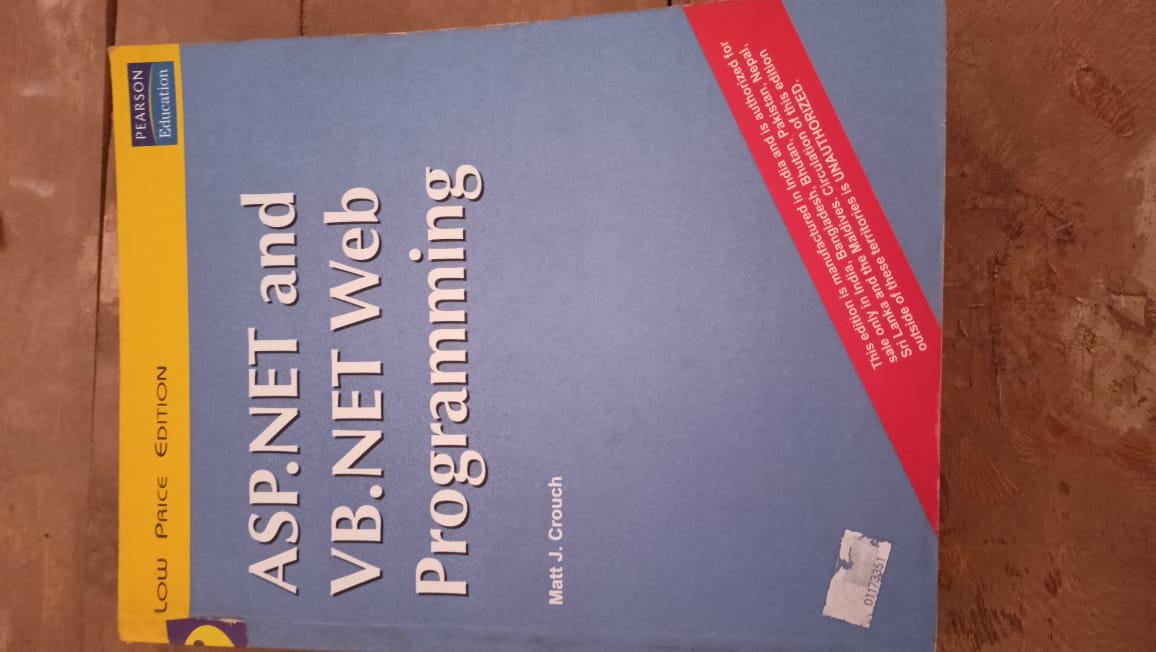 LOW PRICE EDITION
PEARSON
Education
ASP.NET and
VB.NET Web
Programming
Matt J. Crouch
This edition is manufactured in India and is authorized for
sale only in India, Bangladesh, Bhutan, Pakistan, Nepal,
Sri Lanka and the Maldives. Circulation of this edition
outside of these territories is UNAUTHORIZED.
01173351